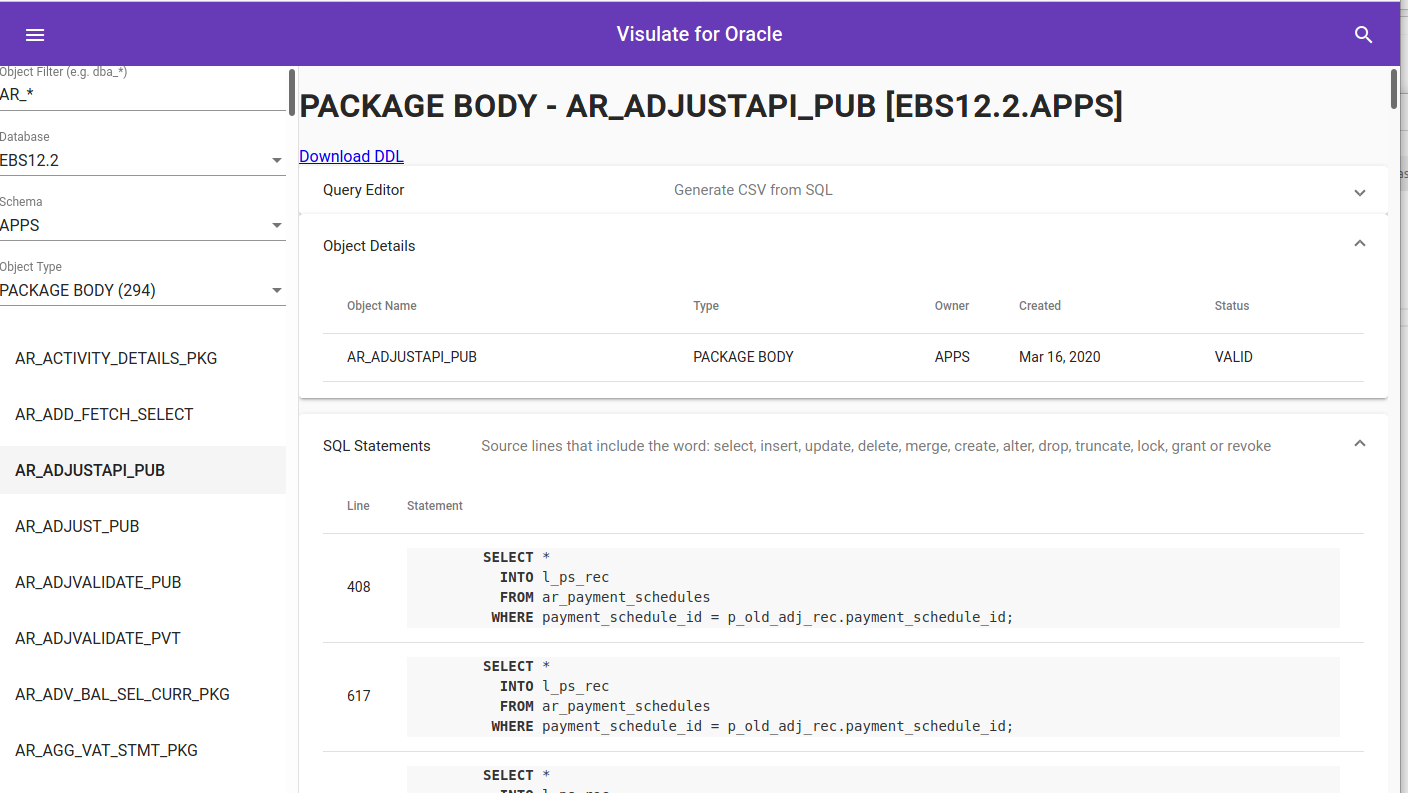 Visulate for Oracle
Object Filter (e.g. dba_*)
AR_*
Database
EBS12.2
Schema
APPS
Object Type
PACKAGE BODY (294)
AR_ACTIVITY_DETAILS_PKG
AR_ADD_FETCH_SELECT
AR_ADJUSTAPI_PUB
AR_ADJUST_PUB
AR_ADJVALIDATE_PUB
AR_ADJVALIDATE_PVT
AR_ADV_BAL_SEL_CURR_PKG
AR_AGG_VAT_STMT_PKG
PACKAGE BODY - AR_ADJUSTAPI_PUB [EBS12.2.APPS]
Download DDL
Query Editor Generate CSV from SQL
Object Details
Object Name Type Owner Created Status
AR_ADJUSTAPI_PUB PACKAGE BODY APPS Mar 16, 2020 VALID
SQL Statements Source lines that include the word: select, insert, update, delete, merge, create, alter, drop, truncate, lock, grant or revoke
Line Statement
408
SELECT *
INTO l_ps_rec
FROM ar_payment_schedules
WHERE payment_schedule_id = p_old_adj_rec.payment_schedule_id;
617
SELECT *
INTO l_ps_rec
FROM ar_payment_schedules
WHERE payment_schedule_id = p_old_adj_rec.payment_schedule_id;
SELECT *
INTO l_ps_rec